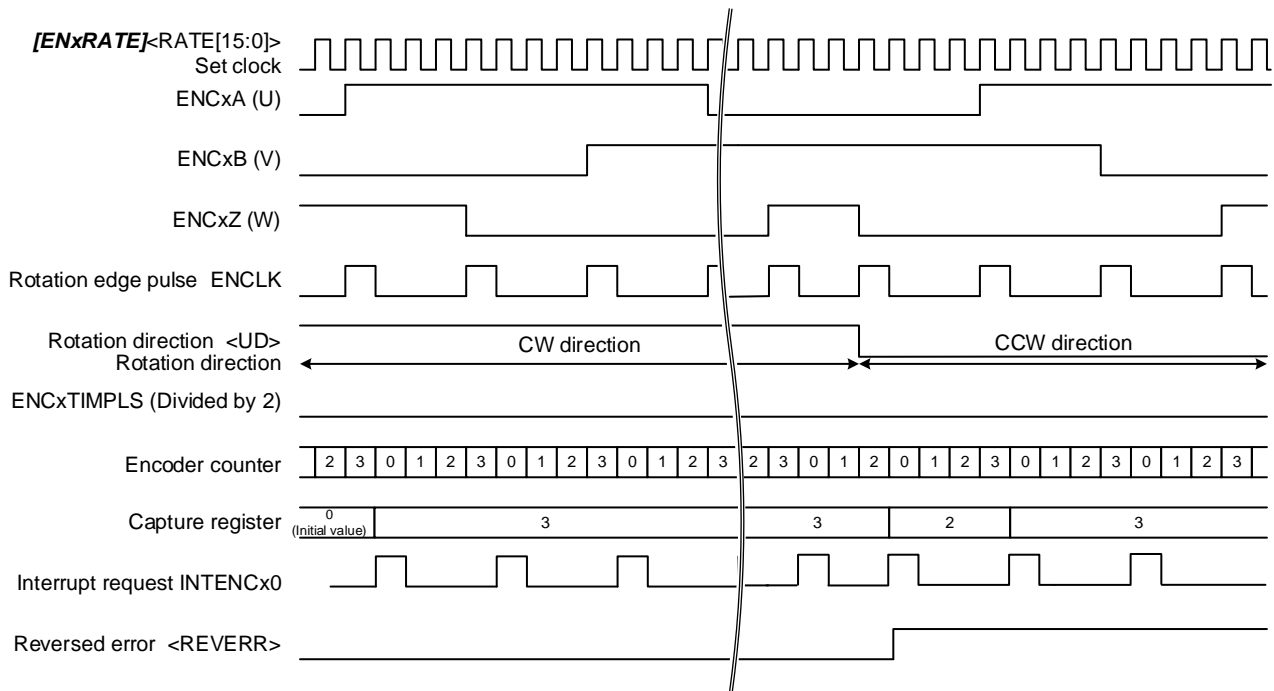 [ENxRATE]<RATE[15:0]>
Set clock
ENCxA (U)
ENCxB (V)
ENCxZ (W)
Rotation edge pulse ENCLK
Rotation direction <UD>
CW direction
CCW direction
Rotation direction
ENCxTIMPLS (Divided by 2)
Encoder counter 2 3 0 1 2 3 0 1 2 3 0 1 2 3 2 3 0 1 2 0 1 2 3 0 1 2 3 0 1 2 3
Capture register 0 (Initial value) 3 3 2 3
Interrupt request INTENCx0
Reversed error <REVERR>